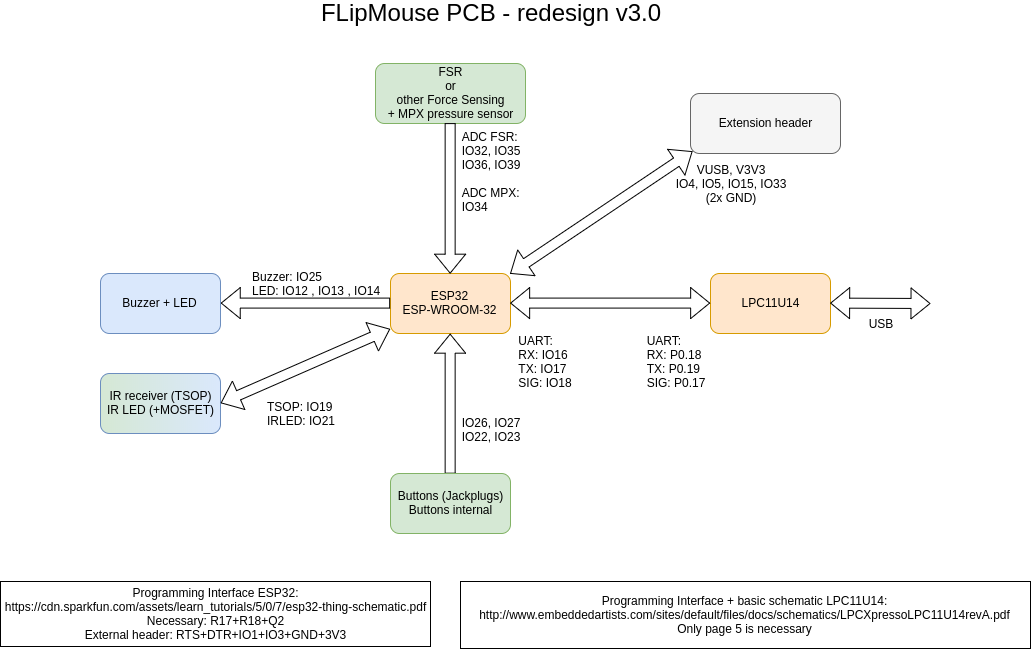 FLipMouse PCB - redesign v3.0
FSR
or
other Force Sensing
+ MPX pressure sensor
Extension header
ADC FSR:
IO32, IO35
IO36, IO39
ADC MPX:
IO34
VUSB, V3V3
IO4, IO5, IO15, IO33
(2x GND)
Buzzer + LED
Buzzer: IO25
LED: IO12 , IO13 , IO14
ESP32
ESP-WROOM-32
LPC11U14
USB
UART:
RX: IO16
TX: IO17
SIG: IO18
UART:
RX: P0.18
TX: P0.19
SIG: P0.17
IR receiver (TSOP)
IR LED (+MOSFET)
TSOP: IO19
IRLED: IO21
IO26, IO27
IO22, IO23
Buttons (Jackplugs)
Buttons internal
Programming Interface ESP32:
https://cdn.sparkfun.com/assets/learn_tutorials/5/0/7/esp32-thing-schematic.pdf
Necessary: R17+R18+Q2
External header: RTS+DTR+IO1+IO3+GND+3V3
Programming Interface + basic schematic LPC11U14:
http://www.embeddedartists.com/sites/default/files/docs/schematics/LPCXpressoLPC11U14revA.pdf
Only page 5 is necessary